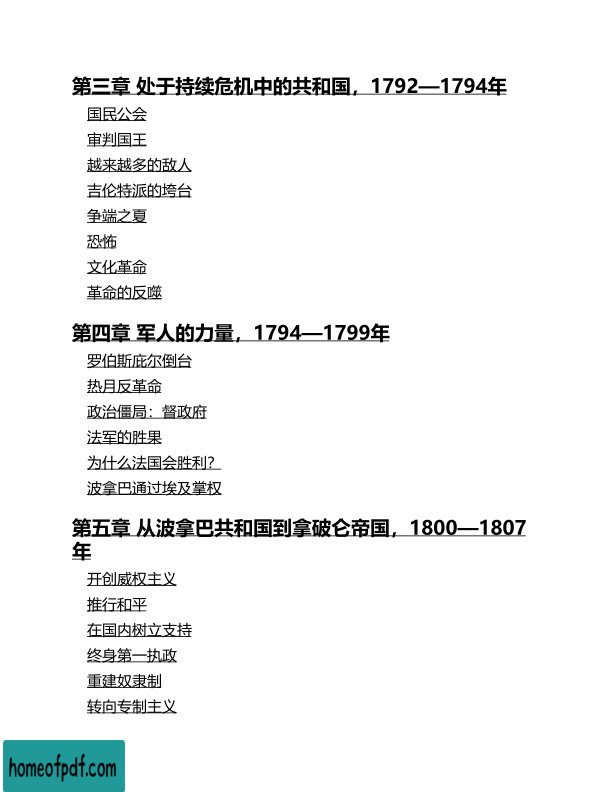 第三章 处于持续危机中的共和国，1792—1794年
国民公会
审判国王
越来越多的敌人
吉伦特派的垮台
争端之夏
恐怖
文化革命
革命的反噬
第四章 军人的力量，1794—1799年
罗伯斯庇尔倒台
热月反革命
政治僵局：督政府
法军的胜果
为什么法国会胜利？
波拿巴通过埃及掌权
第五章 从波拿巴共和国到拿破仑帝国，1800—1807
年
开创威权主义
推行和平
在国内树立支持
终身第一执政
重建奴隶制
转向专制主义
homeofpdf.com